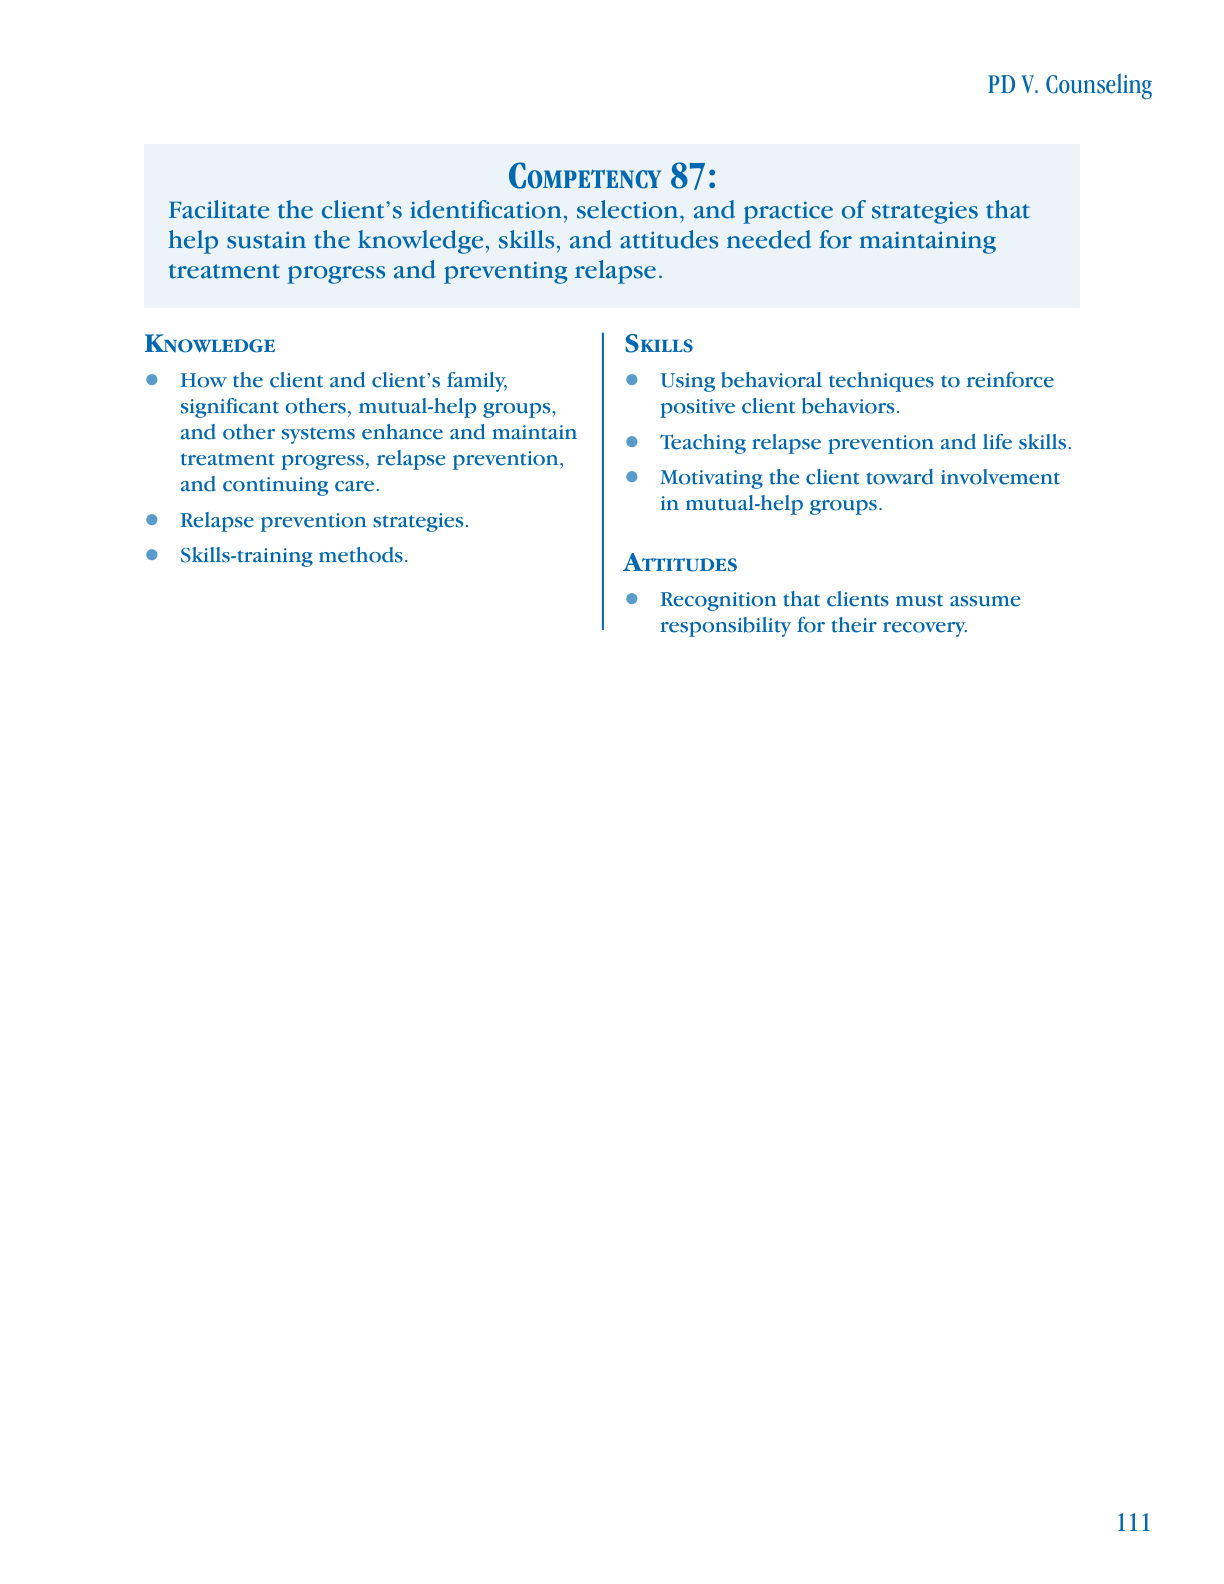 PD V. Counseling
Competency 87:
Facilitate the client's identification, selection, and practice of strategies that
help sustain the knowledge, skills, and attitudes needed for maintaining
treatment progress and preventing relapse.
Knowledge
● How the client and client's family,
significant others, mutual-help groups,
and other systems enhance and maintain
treatment progress, relapse prevention,
and continuing care.
● Relapse prevention strategies.
● Skills-training methods.
Skills
● Using behavioral techniques to reinforce
positive client behaviors.
● Teaching relapse prevention and life skills.
● Motivating the client toward involvement
in mutual-help groups.
Attitudes
● Recognition that clients must assume
responsibility for their recovery.
111